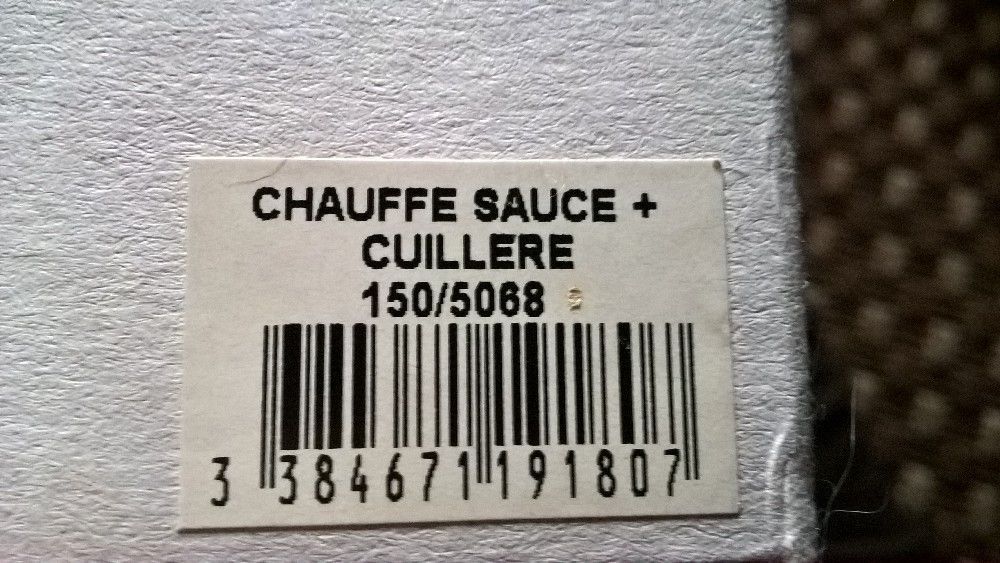 CHAUFFE SAUCE +
CUILLERE
150/5068
3 384671 191807